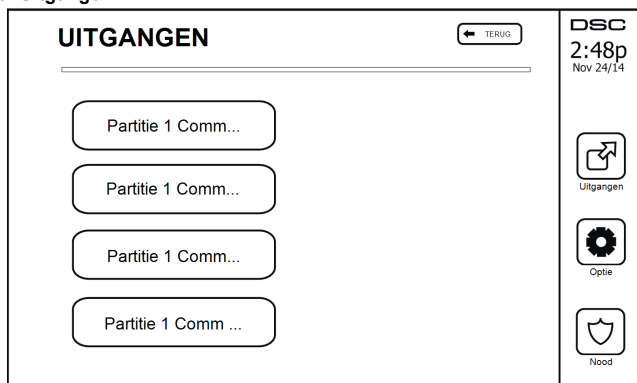 UITGANGEN
TERUG
DSC
2:48p
Nov 24/14
Partitie 1 Comm...
Partitie 1 Comm...
Partitie 1 Comm...
Partitie 1 Comm ...
Uitgangen
Optie
Nood